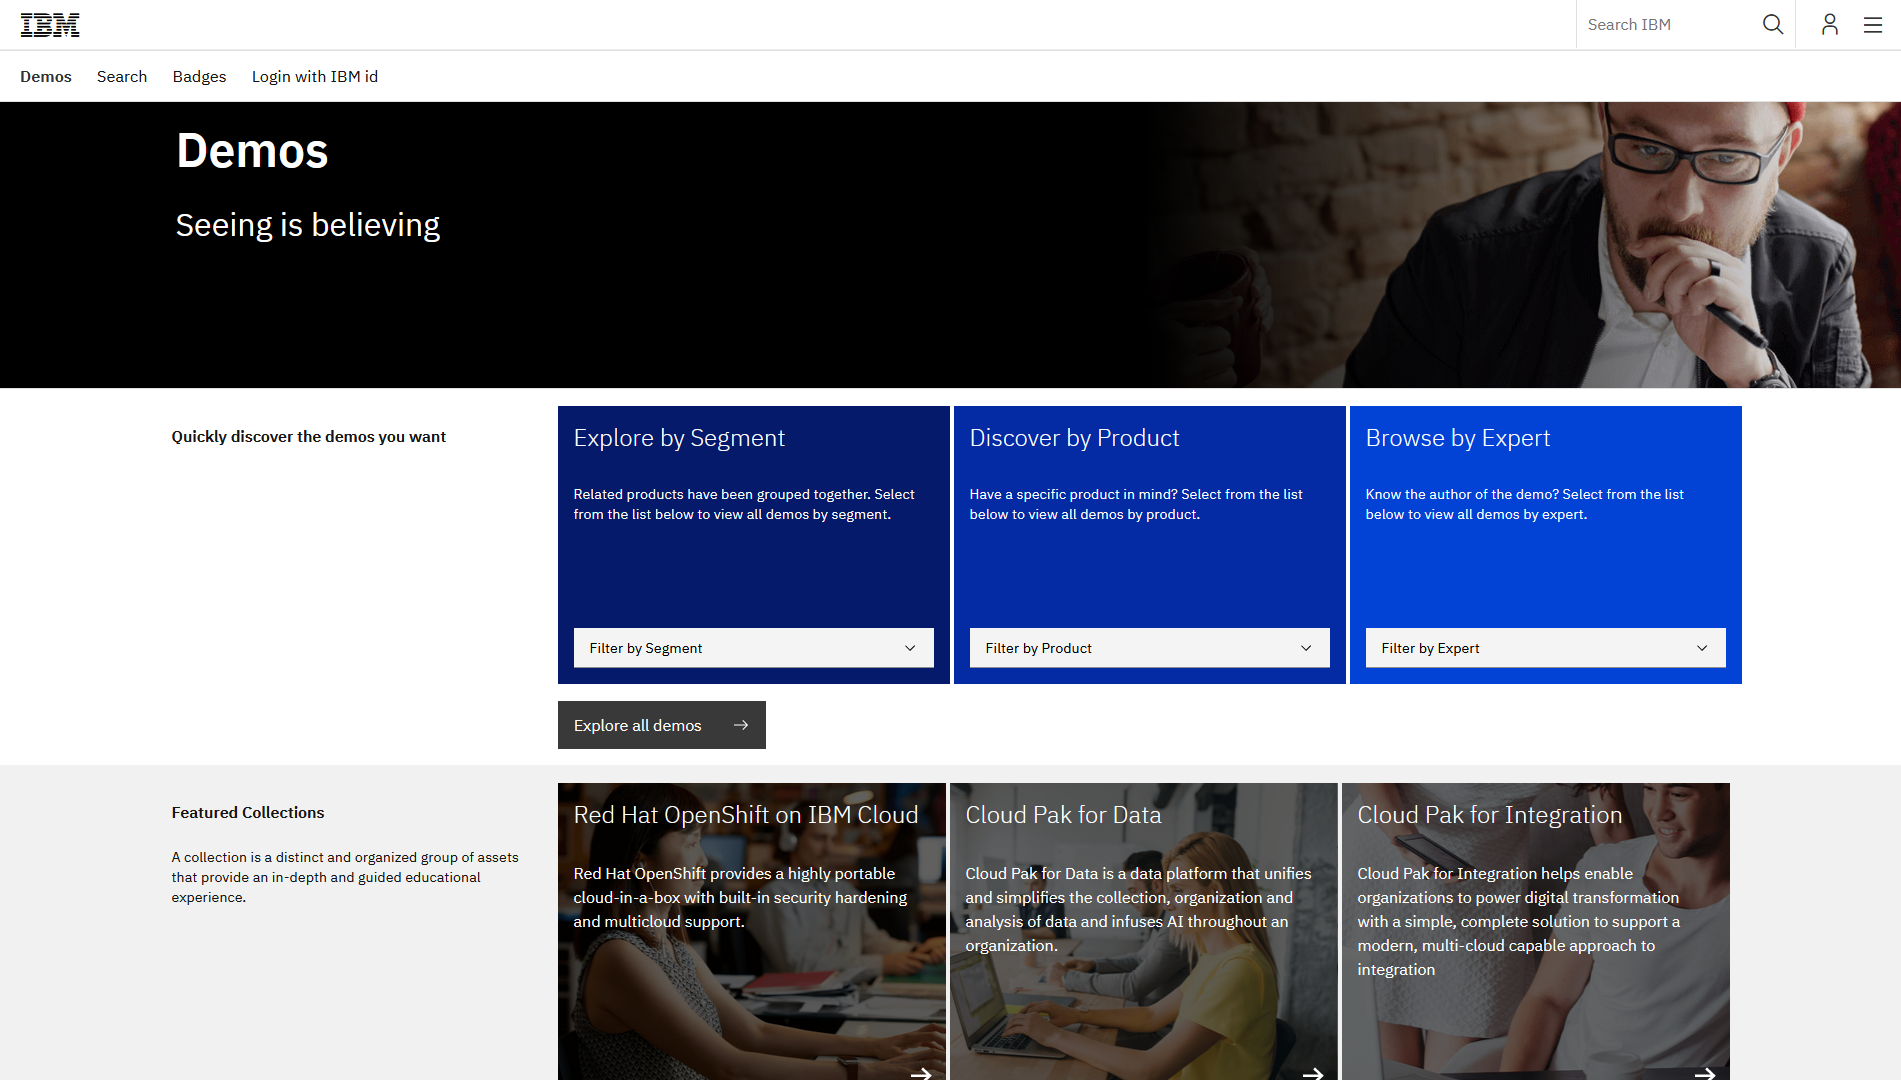 IBM
Search IBM
Demos Search Badges Login with IBM id
Demos
Seeing is believing
Quickly discover the demos you want
Explore by Segment
Related products have been grouped together. Select
from the list below to view all demos by segment.
Filter by Segment
Discover by Product
Have a specific product in mind? Select from the list
below to view all demos by product.
Filter by Product
Browse by Expert
Know the author of the demo? Select from the list
below to view all demos by expert.
Filter by Expert
Explore all demos
Featured Collections
A collection is a distinct and organized group of assets
that provide an in-depth and guided educational
experience.
Red Hat OpenShift on IBM Cloud
Red Hat OpenShift provides a highly portable
cloud-in-a-box with built-in security hardening
and multicloud support.
Cloud Pak for Data
Cloud Pak for Data is a data platform that unifies
and simplifies the collection, organization and
analysis of data and infuses AI throughout an
organization.
Cloud Pak for Integration
Cloud Pak for Integration helps enable
organizations to power digital transformation
with a simple, complete solution to support a
modern, multi-cloud capable approach to
integration